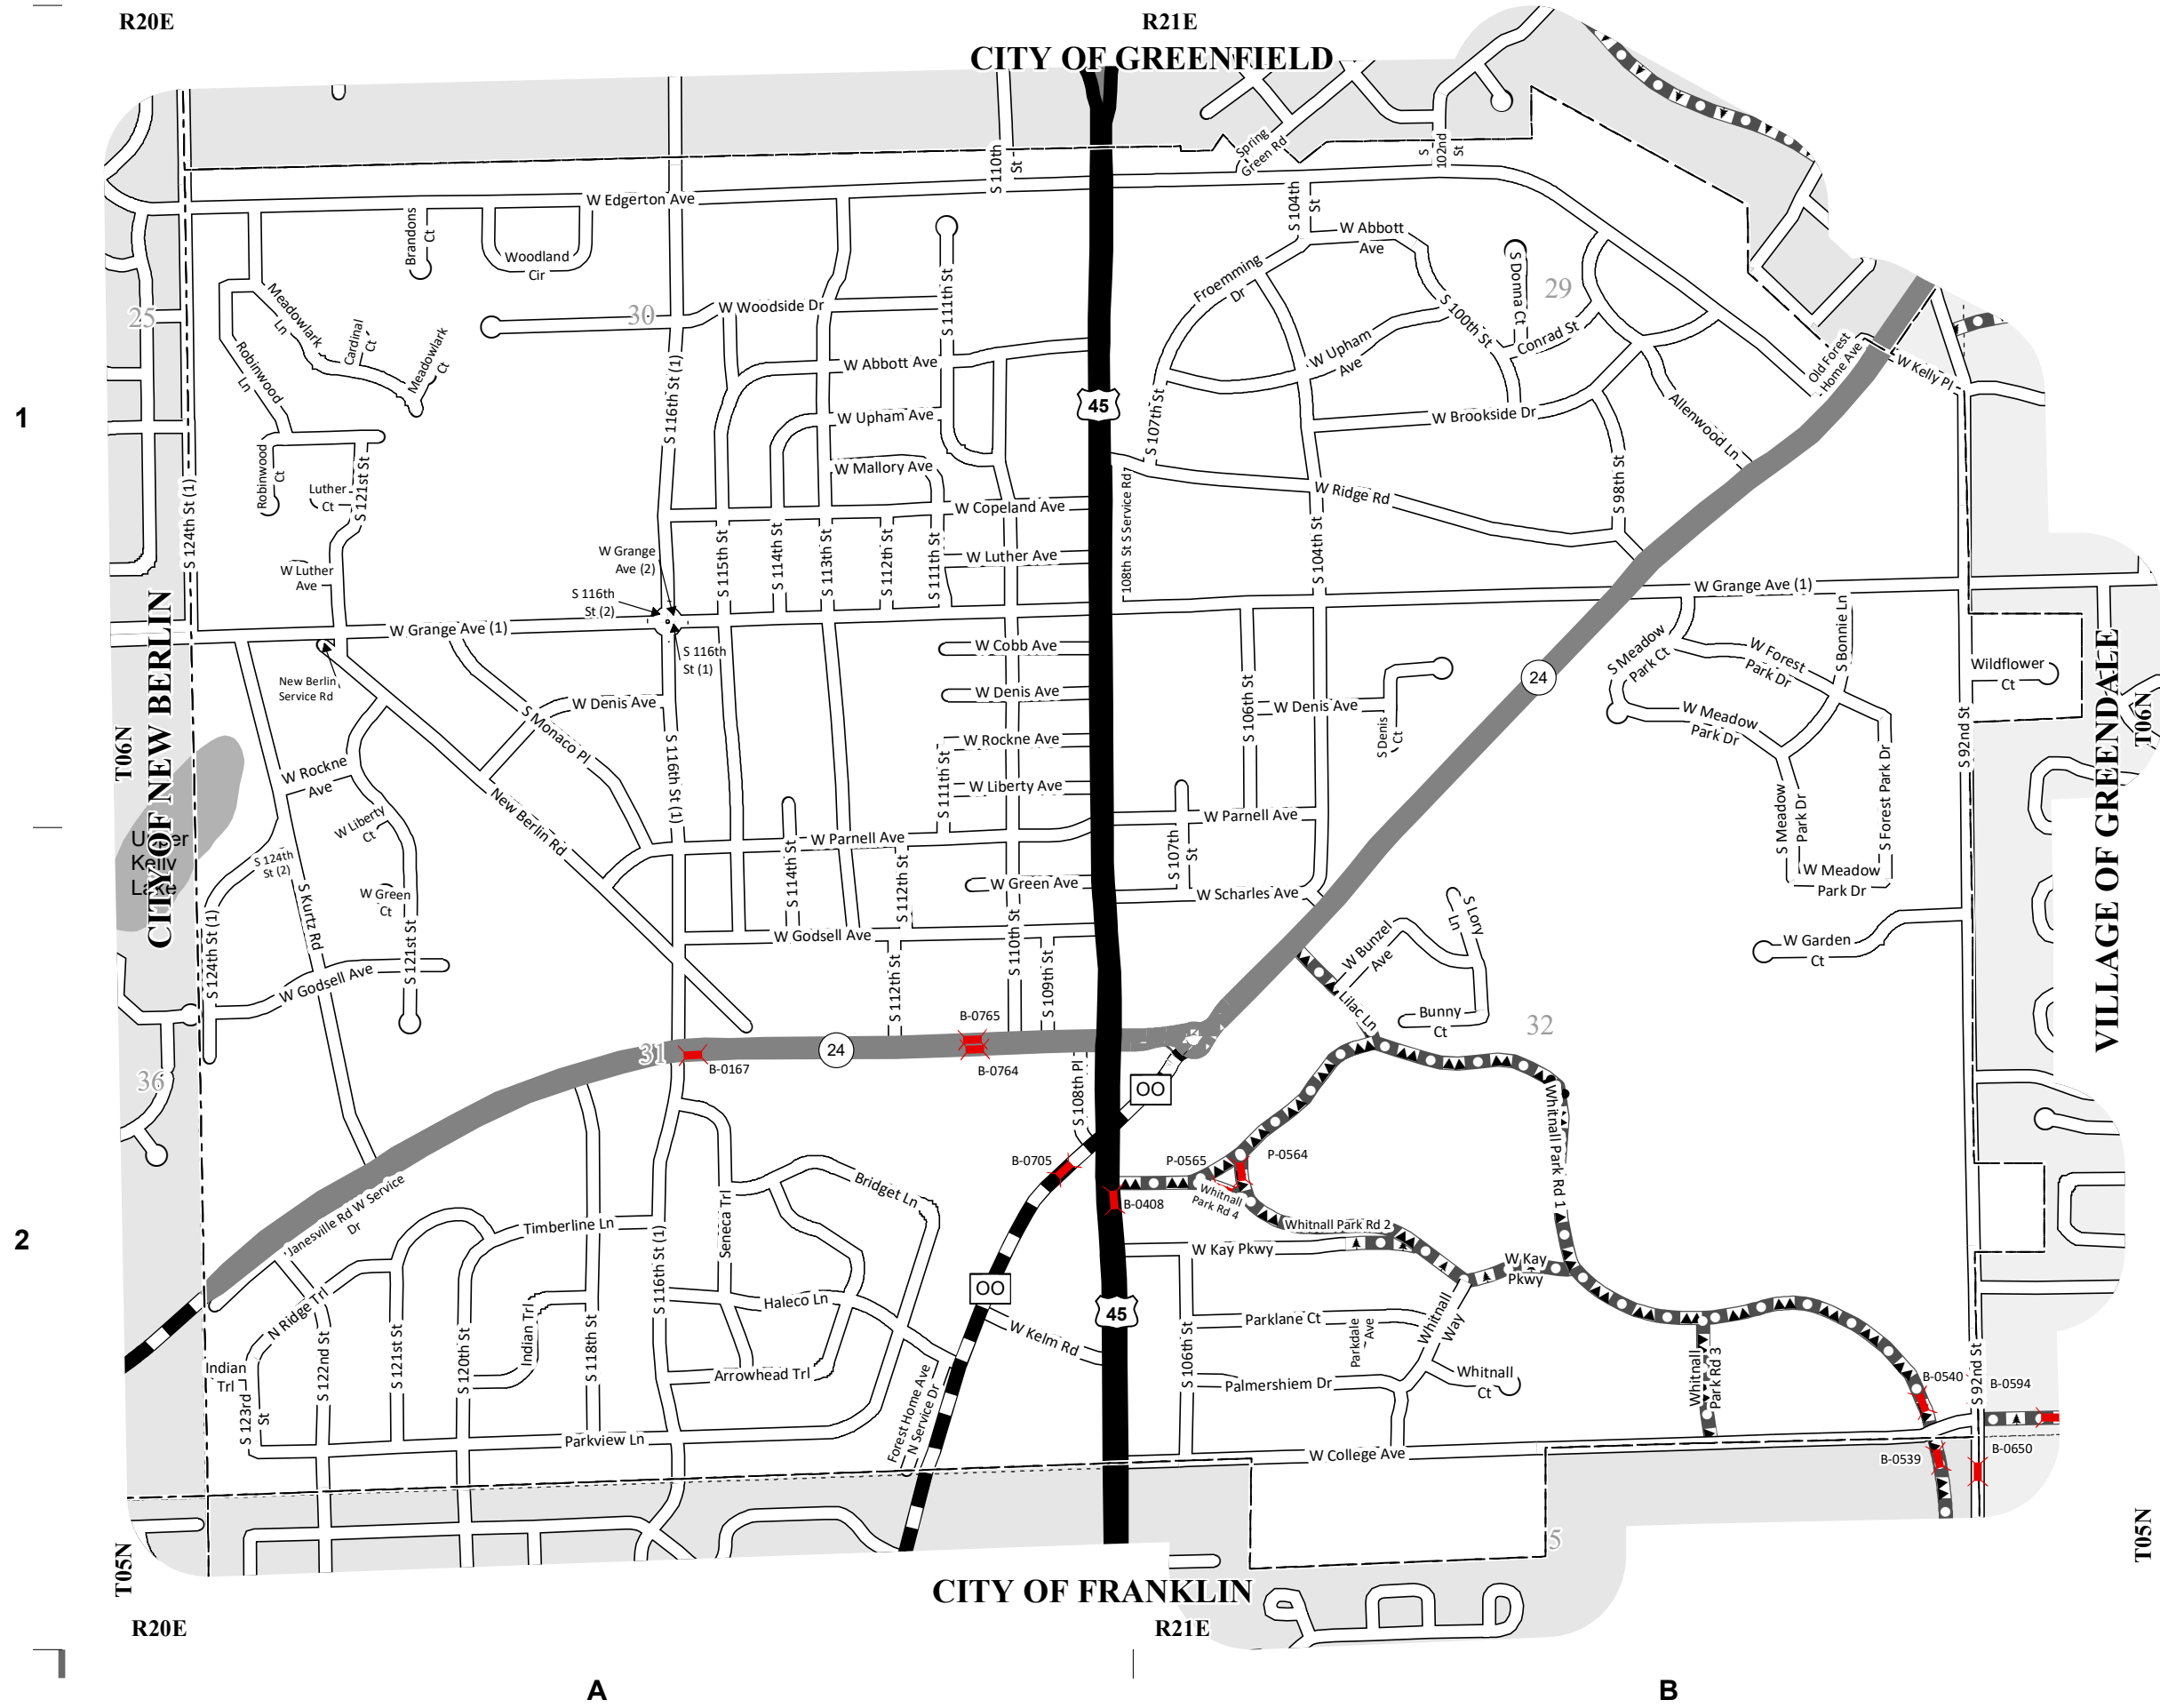 R20E
R21E
CITY OF GREENFIELD
S 110th
St
Spring
Green Rd
S
102nd
St
W Edgerton Ave
S 104th
St
Brandons
Ct
Woodland
Cir
W Abbott
Ave
Froemming
Dr
S Donna Ct
29
25
Meadowlark
Ln
30
W Woodside Dr
S 111th St
S 100th St
Conrad St
Cardinal
Ct
Meadowlark
Ct
Robinwood
Ln
W Abbott Ave
W Upham
Ave
Old Forest
Home Ave
W Kelly Pl
1
1
S 116th St (1)
45
W Upham Ave
S 107th St
W Brookside Dr
Allenwood Ln
W Mallory Ave
Robinwood
Ct
Luther
Ct
S 121st St
S 124th St (1)
W Ridge Rd
S 98th St
W Copeland Ave
108th St S Service Rd
S 104th St
W Grange
Ave (2)
S 115th St
S 114th St
S 113th St
S 112th St
S 111th St
W Luther Ave
W Luther
Ave
S 116th
St (2)
W Grange Ave (1)
W Grange Ave (1)
S Bonnie Ln
W Cobb Ave
S 116th
St (1)
New Berlin
Service Rd
S Meadow
Park Ct
W Forest
Park Dr
Wildflower
Ct
24
W Denis Ave
W Denis Ave
W Denis Ave
S 106th St
S Denis
Ct
W Meadow
Park Dr
S Monaco Pl
S 116th St (1)
W Rockne Ave
T06N
CITY OF NEW BERLIN
VILLAGE OF GREENDALE
T06N
S 92nd St
W Rockne
Ave
S 111th St
W Liberty Ave
New Berlin Rd
W Liberty
Ct
W Parnell Ave
W Parnell Ave
S Meadow
Park Dr
S Forest Park Dr
Upper
Kelly
Lake
S 124th
St (2)
S 114th St
S 112th St
S 107th
St
W Green Ave
W Scharles Ave
W Meadow
Park Dr
W Green
Ct
S Kurtz Rd
S 124th St (1)
S 121st St
W Godsell Ave
W Godsell Ave
S 112th St
S 110th St
S 109th St
W Bunzel
Ave
S Lory
Ln
W Garden
Ct
Lilac Ln
Bunny
Ct
32
B-0765
31
24
36
B-0167
B-0764
OO
S 108th Pl
Whitnall Park Rd 1
B-0705
P-0565
P-0564
Whitnall
Park Rd 4
B-0408
Bridget Ln
Janesville Rd W Service
Dr
2
2
Timberline Ln
Seneca Trl
Whitnall Park Rd 2
W Kay Pkwy
W Kay
Pkwy
S 116th St (1)
OO
Haleco Ln
N Ridge Trl
45
Parklane Ct
Parkdale
Ave
Whitnall
Way
W Kelm Rd
Indian Trl
S 118th St
Indian
Trl
S 123rd
St
S 122nd St
S 121st St
S 120th St
Arrowhead Trl
S 106th St
Palmershiem Dr
Whitnall
Ct
Whitnall
Park Rd 3
B-0540
S 92nd St
B-0594
Forest Home Ave
N Service Dr
Parkview Ln
W College Ave
B-0539
B-0650
5
T05N
T05N
CITY OF FRANKLIN
R20E
R21E
A
B